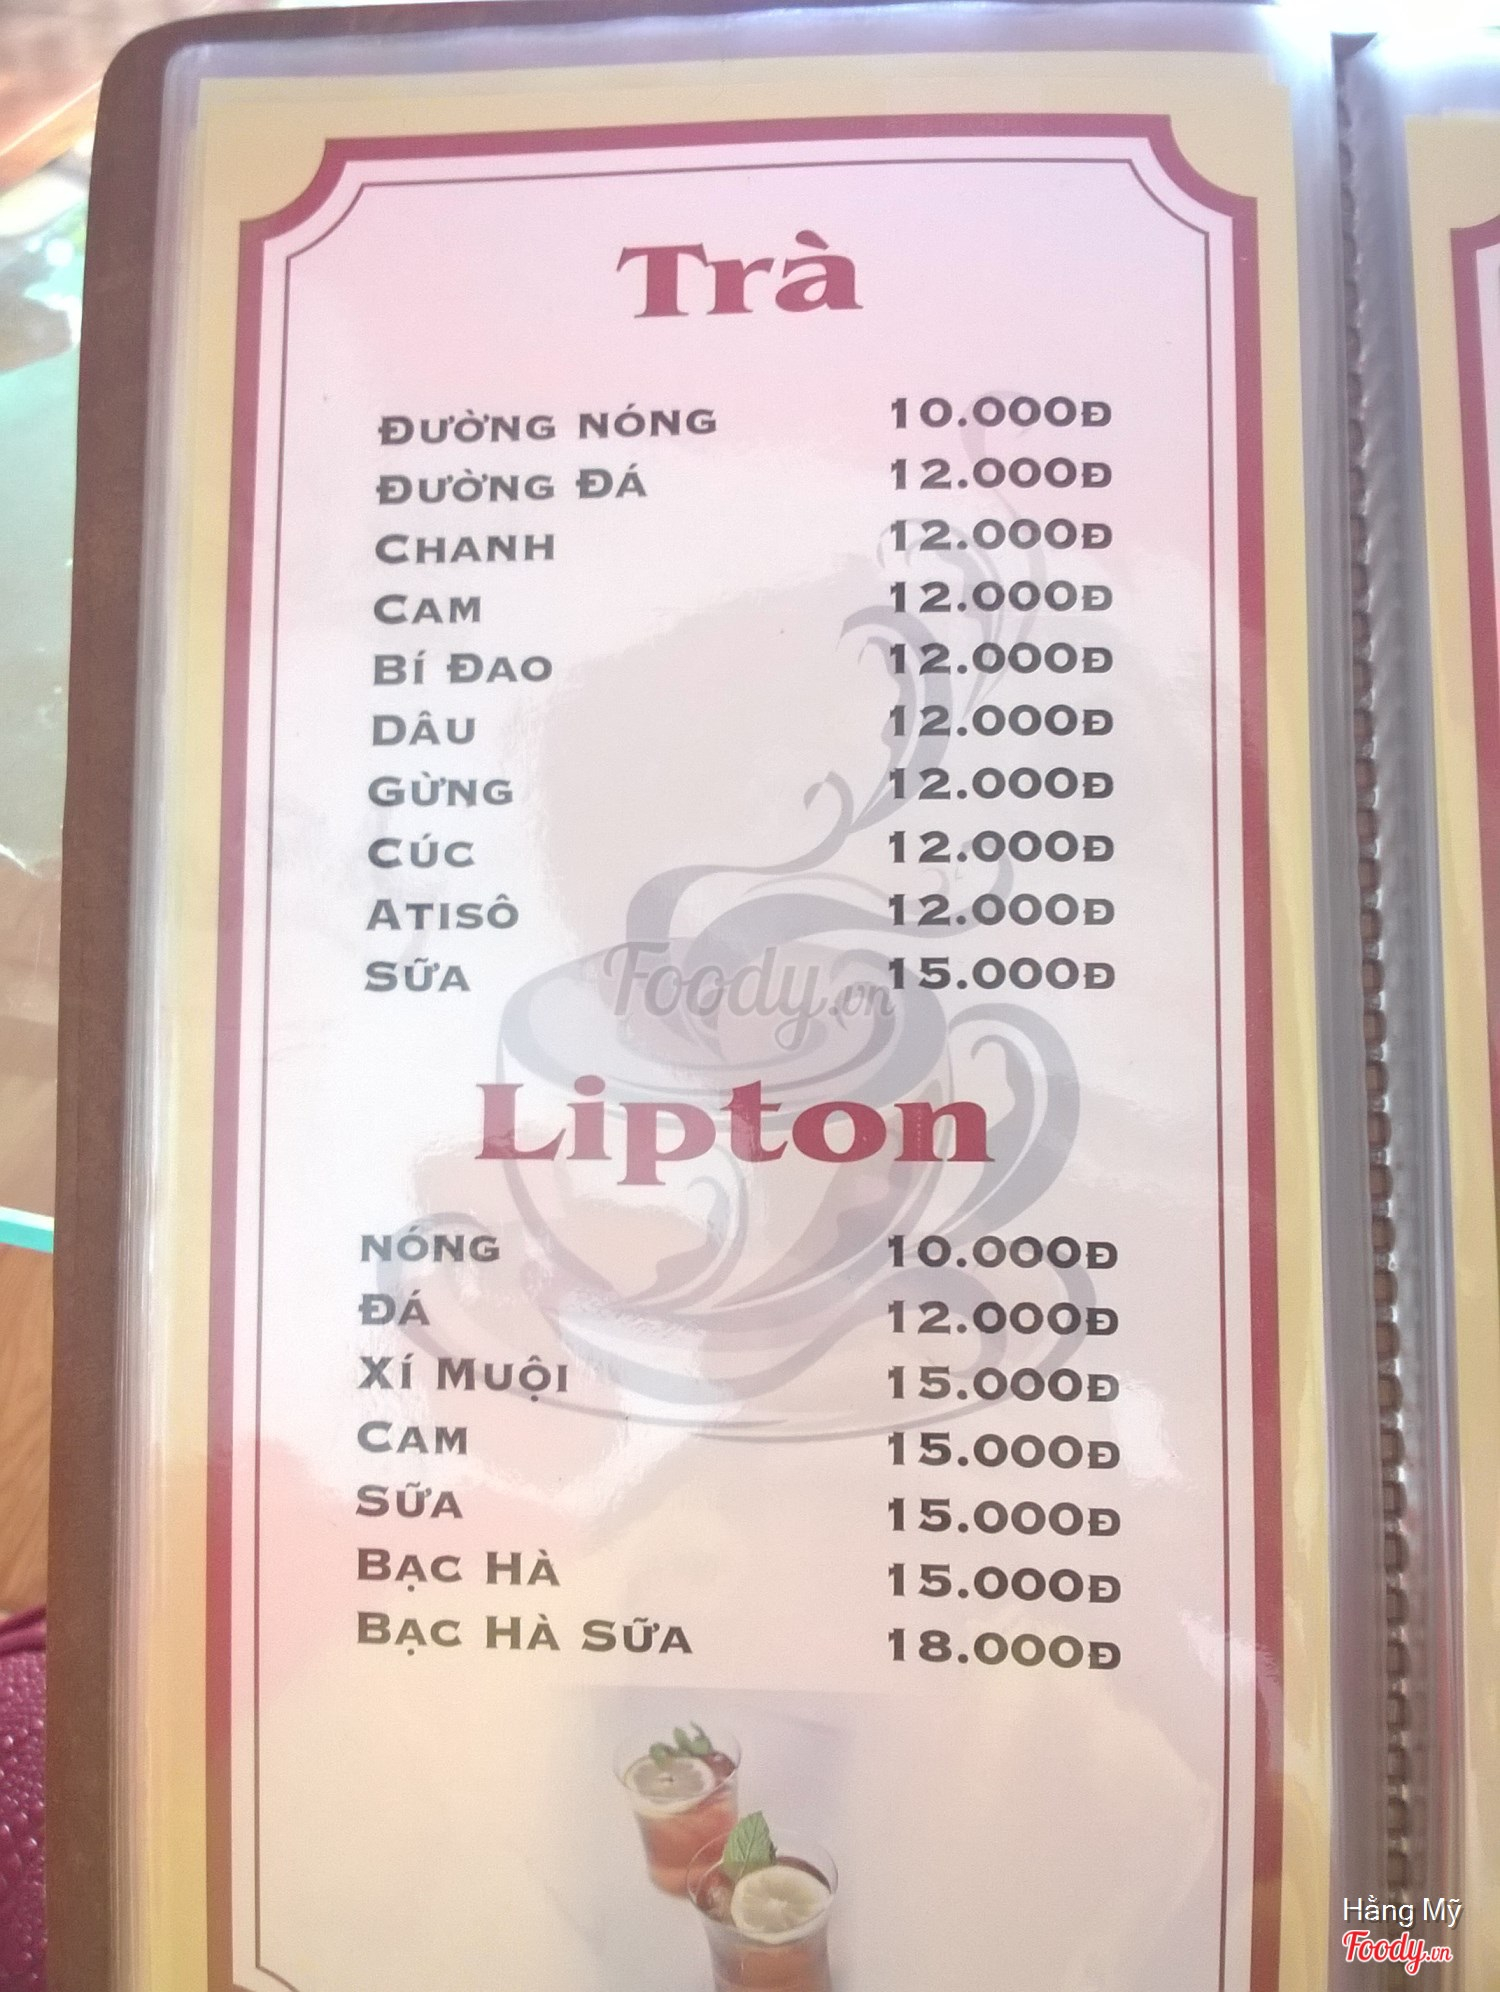 Trà
Đường nóng 10.000Đ
Đường Đá 12.000Đ
Chanh 12.000Đ
Cam 12.000Đ
Bí Đao 12.000Đ
Dâu 12.000Đ
Gừng 12.000Đ
Cúc 12.000Đ
Atisô 12.000Đ
sữa 15.000Đ
Foody.vn
Lipton
nóng 10.000Đ
Đá 12.000Đ
Xí Muội 15.000Đ
Cam 15.000Đ
sữa 15.000Đ
Bạc Hà 15.000Đ
Bạc Hà sữa 18.000Đ
Hằng Mỹ
Foody.vn